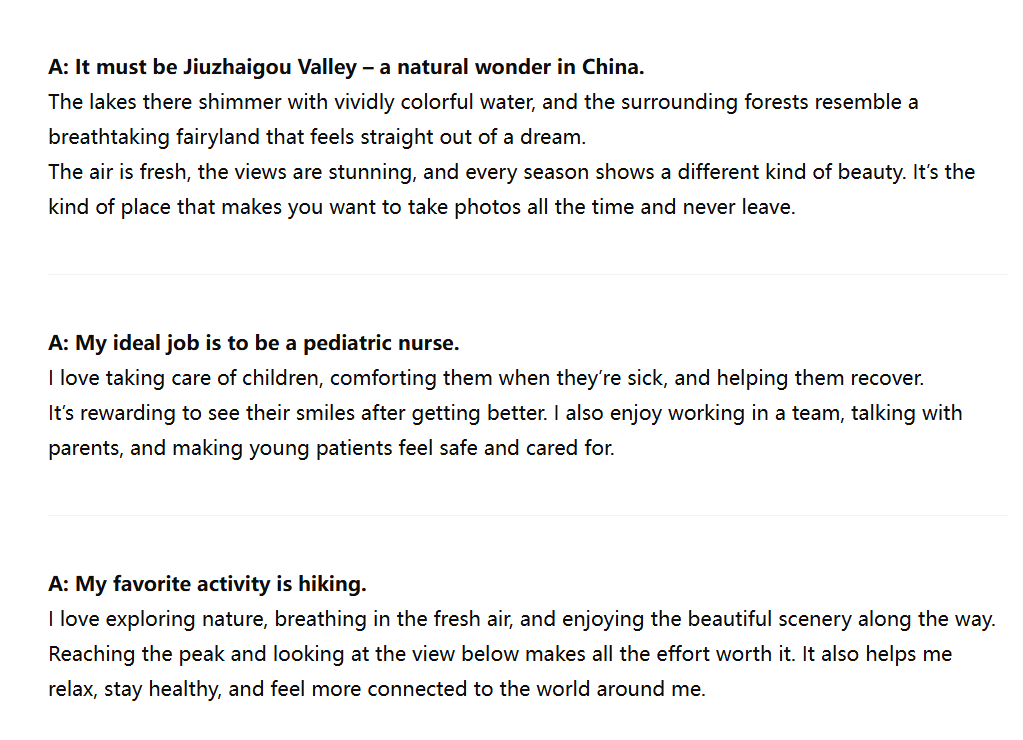 A: It must be Jiuzhaigou Valley – a natural wonder in China.
The lakes there shimmer with vividly colorful water, and the surrounding forests resemble a
breathtaking fairyland that feels straight out of a dream.
The air is fresh, the views are stunning, and every season shows a different kind of beauty. It’s the
kind of place that makes you want to take photos all the time and never leave.
A: My ideal job is to be a pediatric nurse.
I love taking care of children, comforting them when they’re sick, and helping them recover.
It’s rewarding to see their smiles after getting better. I also enjoy working in a team, talking with
parents, and making young patients feel safe and cared for.
A: My favorite activity is hiking.
I love exploring nature, breathing in the fresh air, and enjoying the beautiful scenery along the way.
Reaching the peak and looking at the view below makes all the effort worth it. It also helps me
relax, stay healthy, and feel more connected to the world around me.